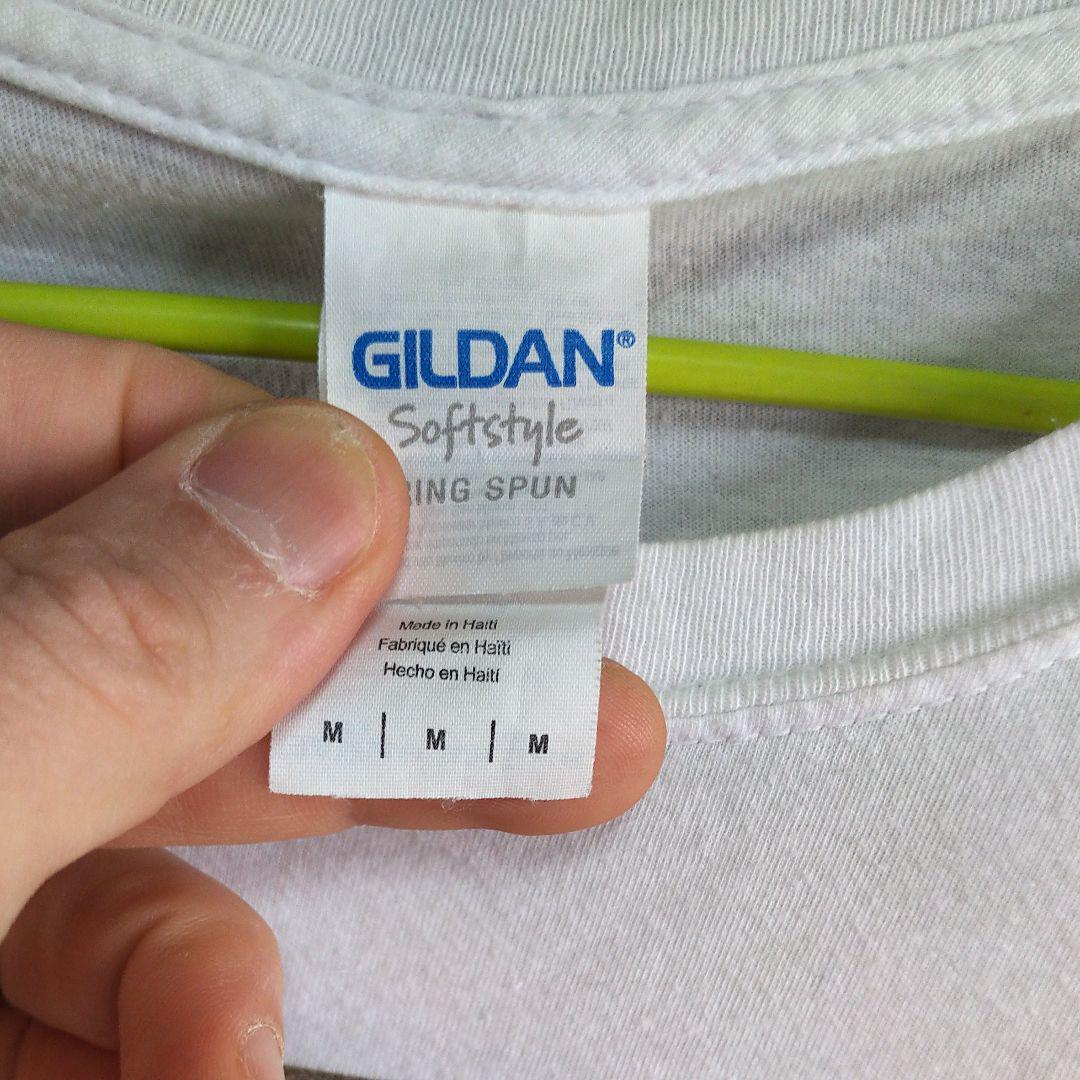 GILDAN®
Softstyle
RING SPUN
Made in Haiti
Fabriqué en Haïti
Hecho en Haití
M | M | M